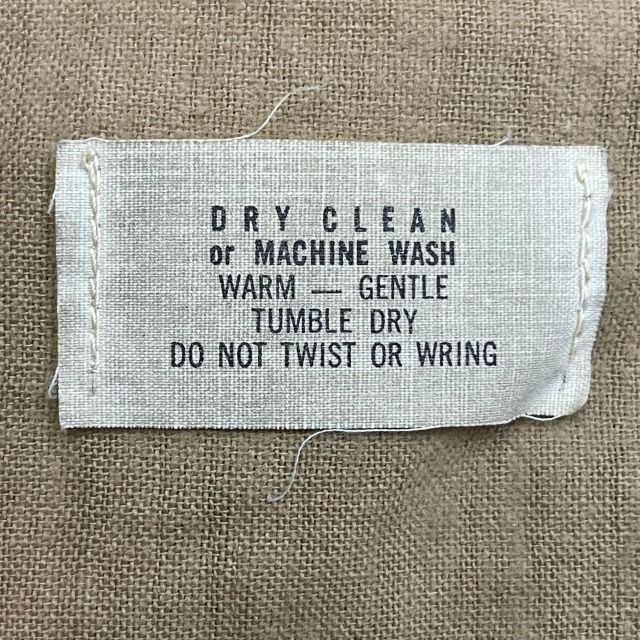 DRY CLEAN
or MACHINE WASH
WARM — GENTLE
TUMBLE DRY
DO NOT TWIST OR WRING